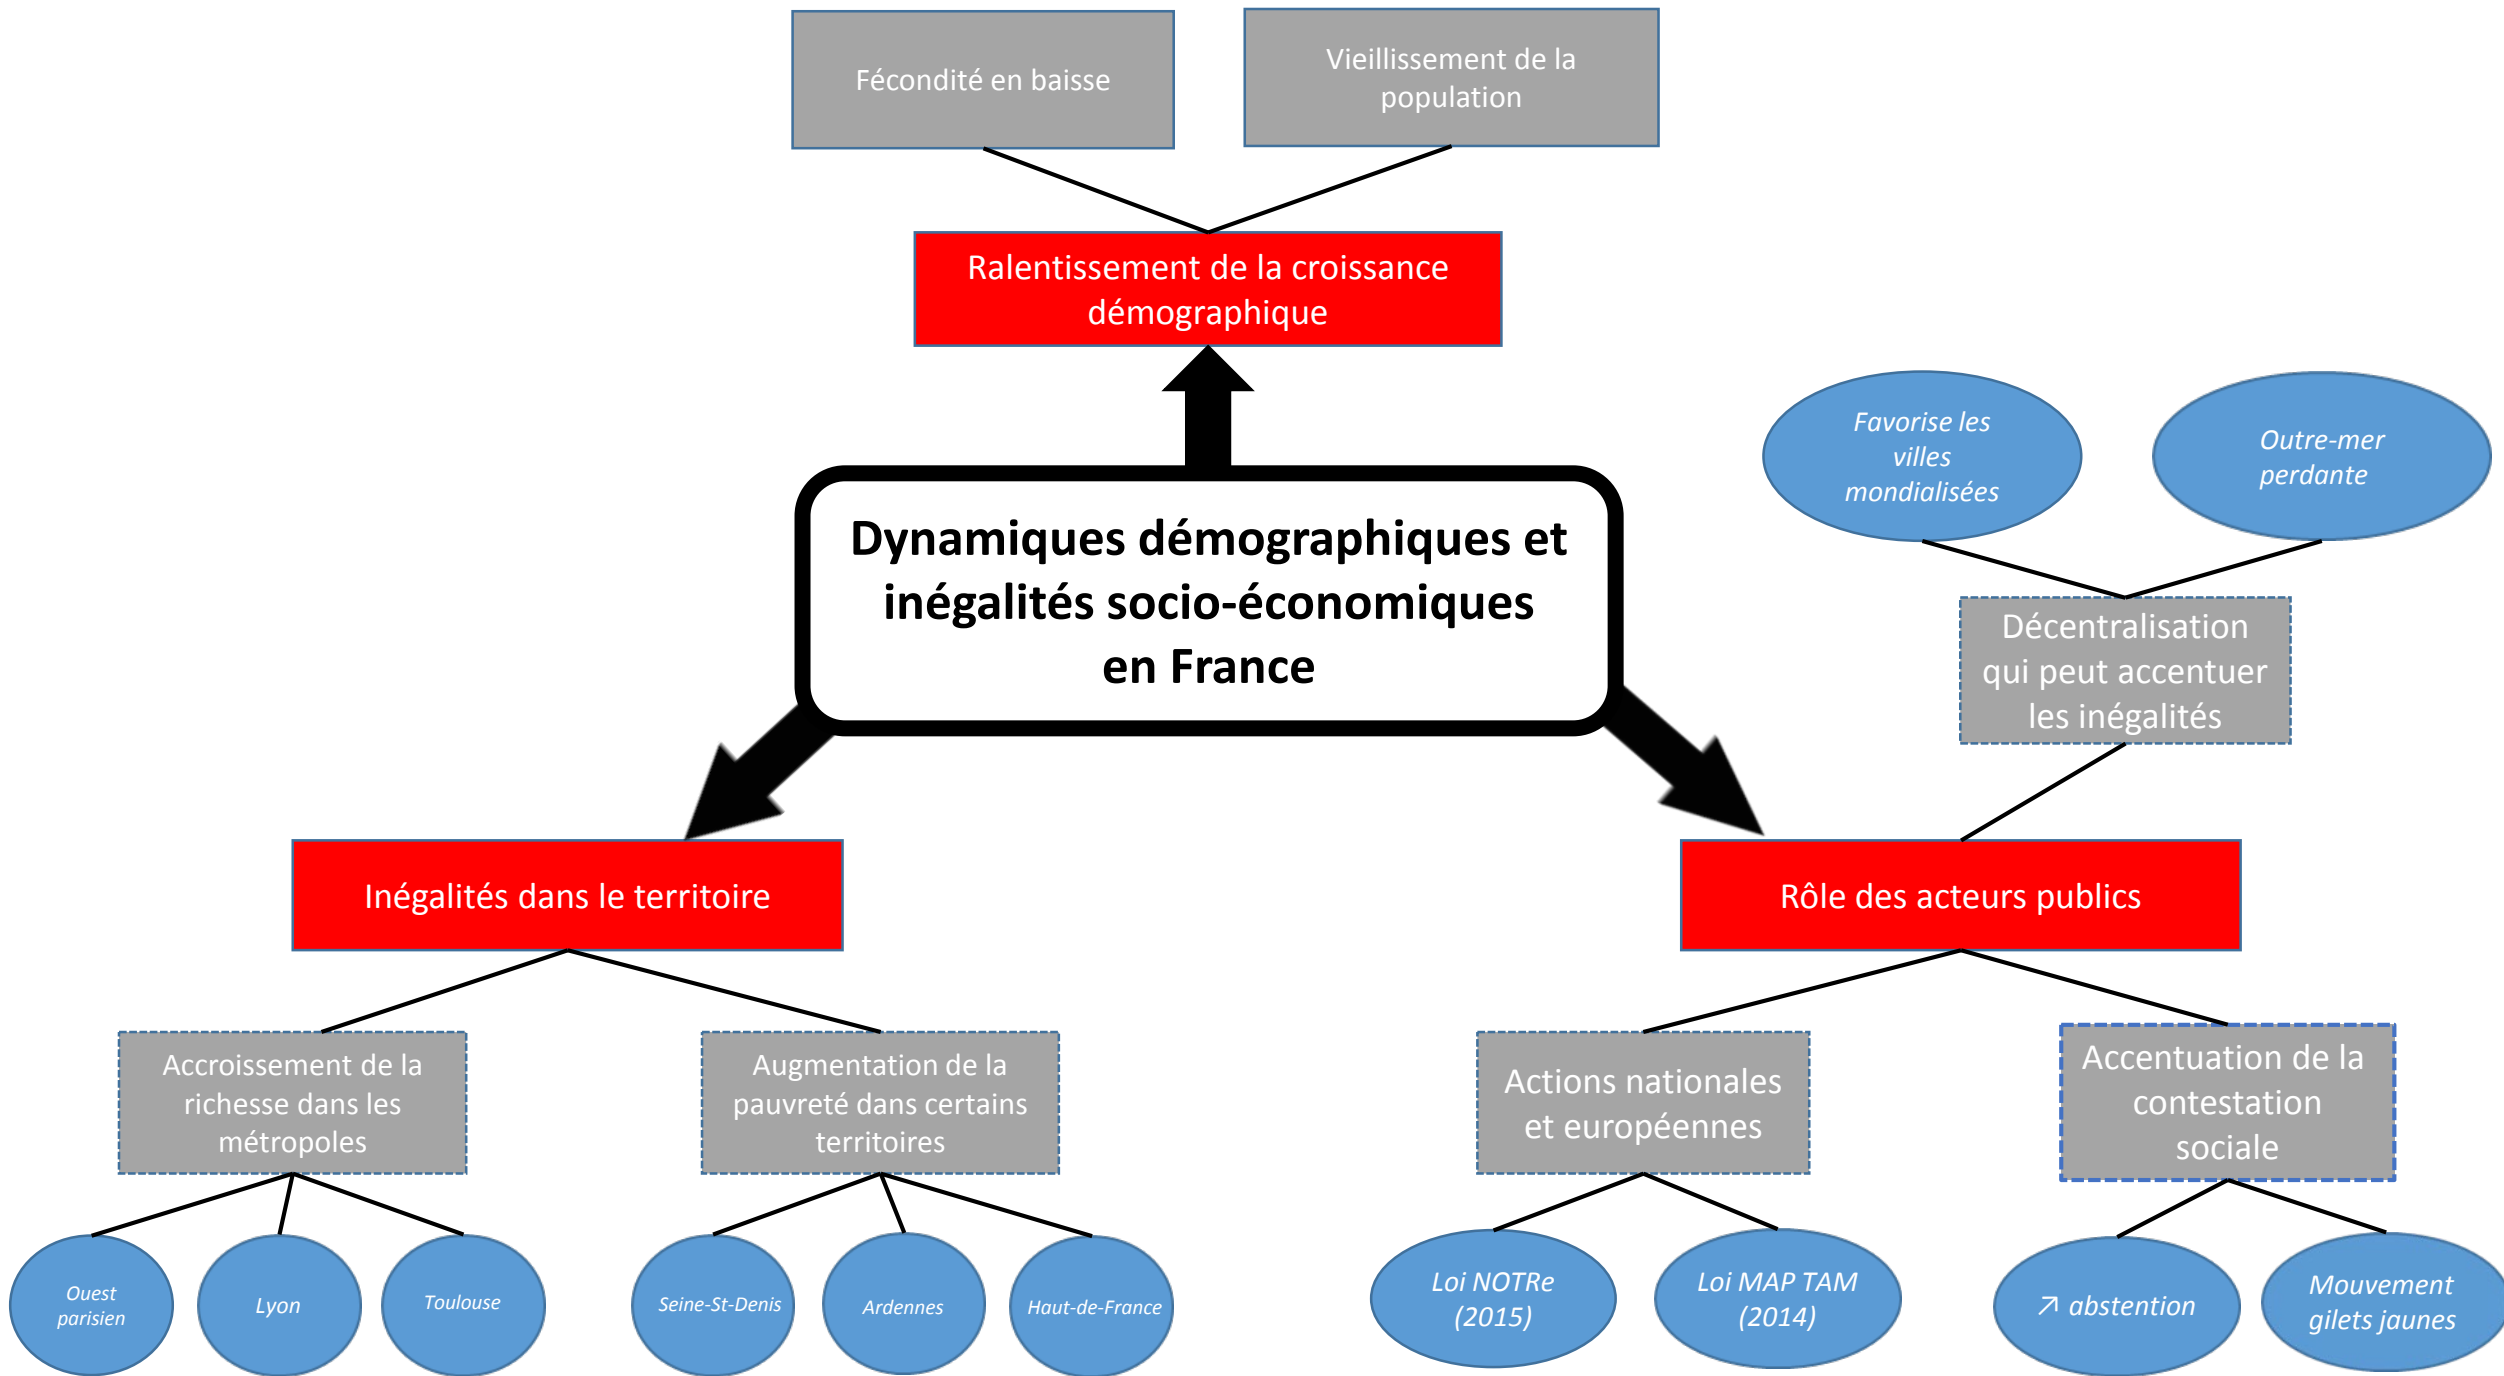 Fécondité en baisse
Vieillissement de la
population
Ralentissement de la croissance
démographique
Favorise les
villes
mondialisées
Outre-mer
perdante
Dynamiques démographiques et
inégalités socio-économiques
en France
Décentralisation
qui peut accentuer
les inégalités
Inégalités dans le territoire
Rôle des acteurs publics
Accroissement de la
richesse dans les
métropoles
Augmentation de la
pauvreté dans certains
territoires
Actions nationales
et européennes
Accentuation de la
contestation
sociale
Ouest
parisien
Lyon
Toulouse
Seine-St-Denis
Ardennes
Haut-de-France
Loi NOTRe
(2015)
Loi MAP TAM
(2014)
↗ abstention
Mouvement
gilets jaunes